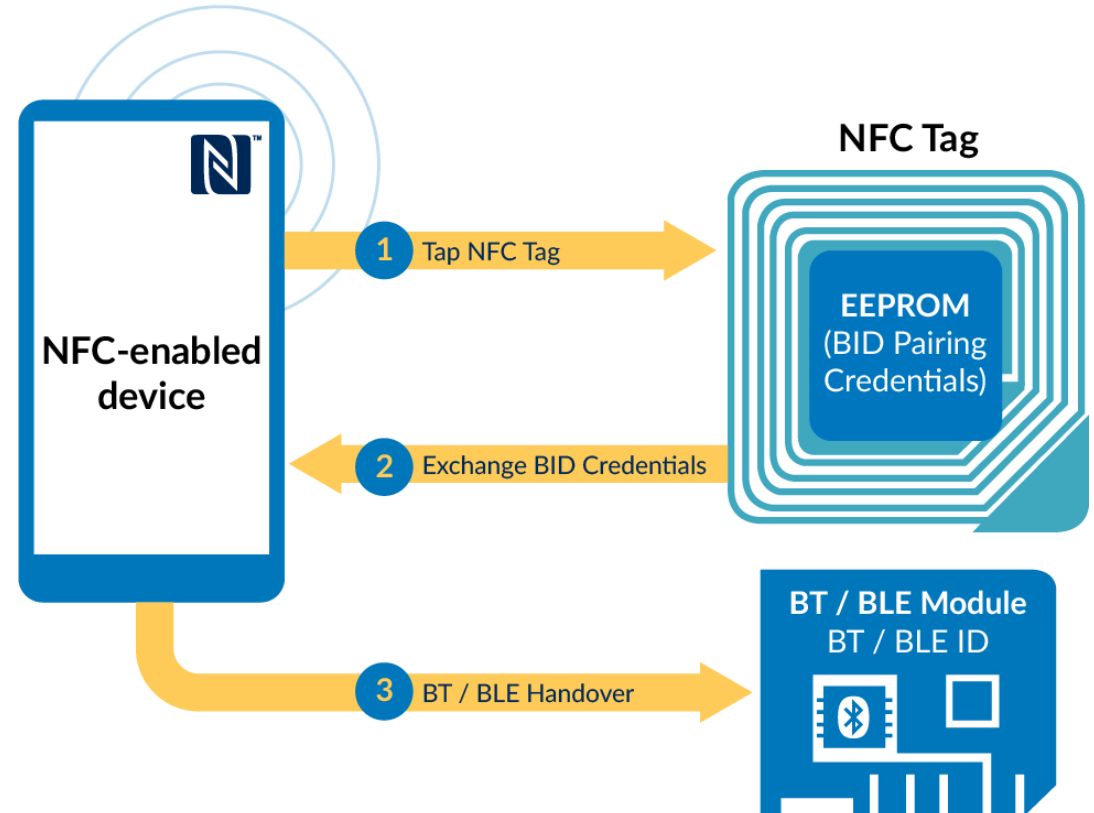 NFC Tag
™
1 Tap NFC Tag
NFC-enabled
device
EEPROM
(BID Pairing
Credentials)
2 Exchange BID Credentials
BT / BLE Module
BT / BLE ID
3 BT / BLE Handover